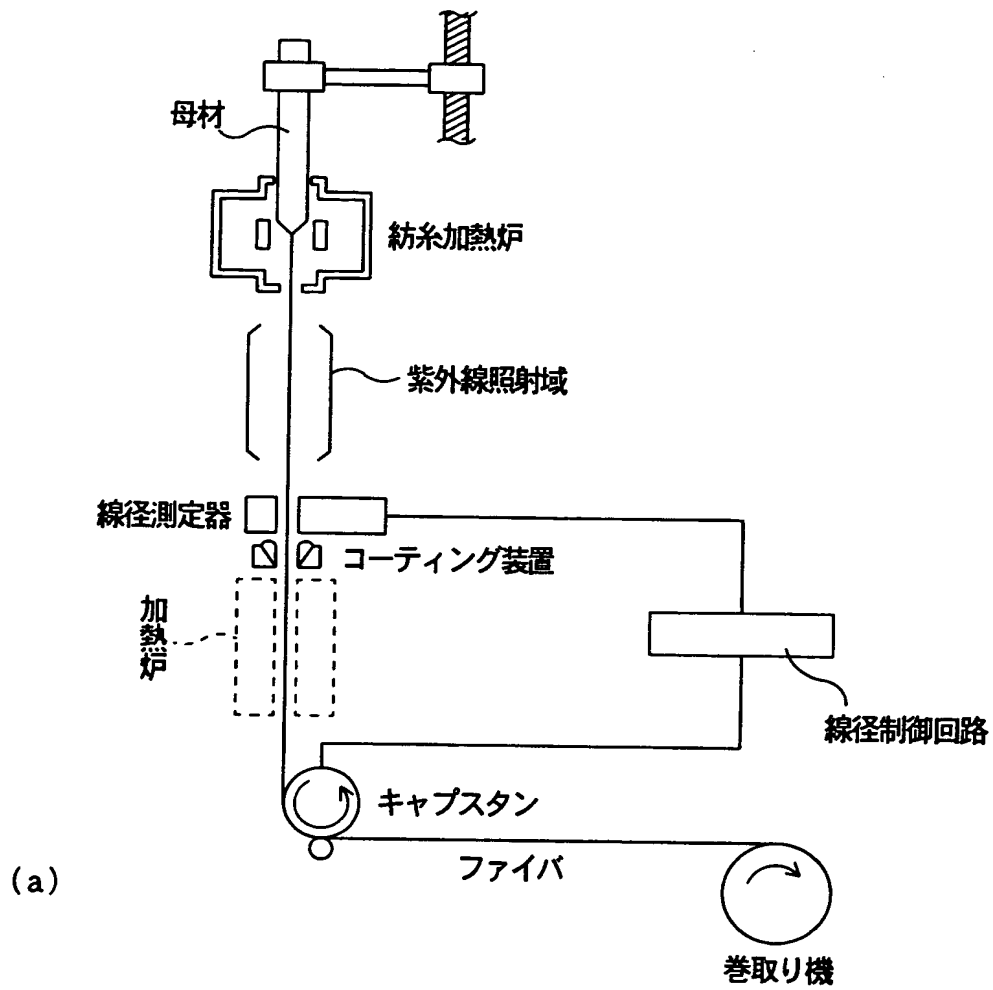 母材
紡糸加熱炉
紫外線照射域
線径測定器
コーティング装置
加熱炉
線径制御回路
キャプスタン
ファイバ
(a)
巻取り機